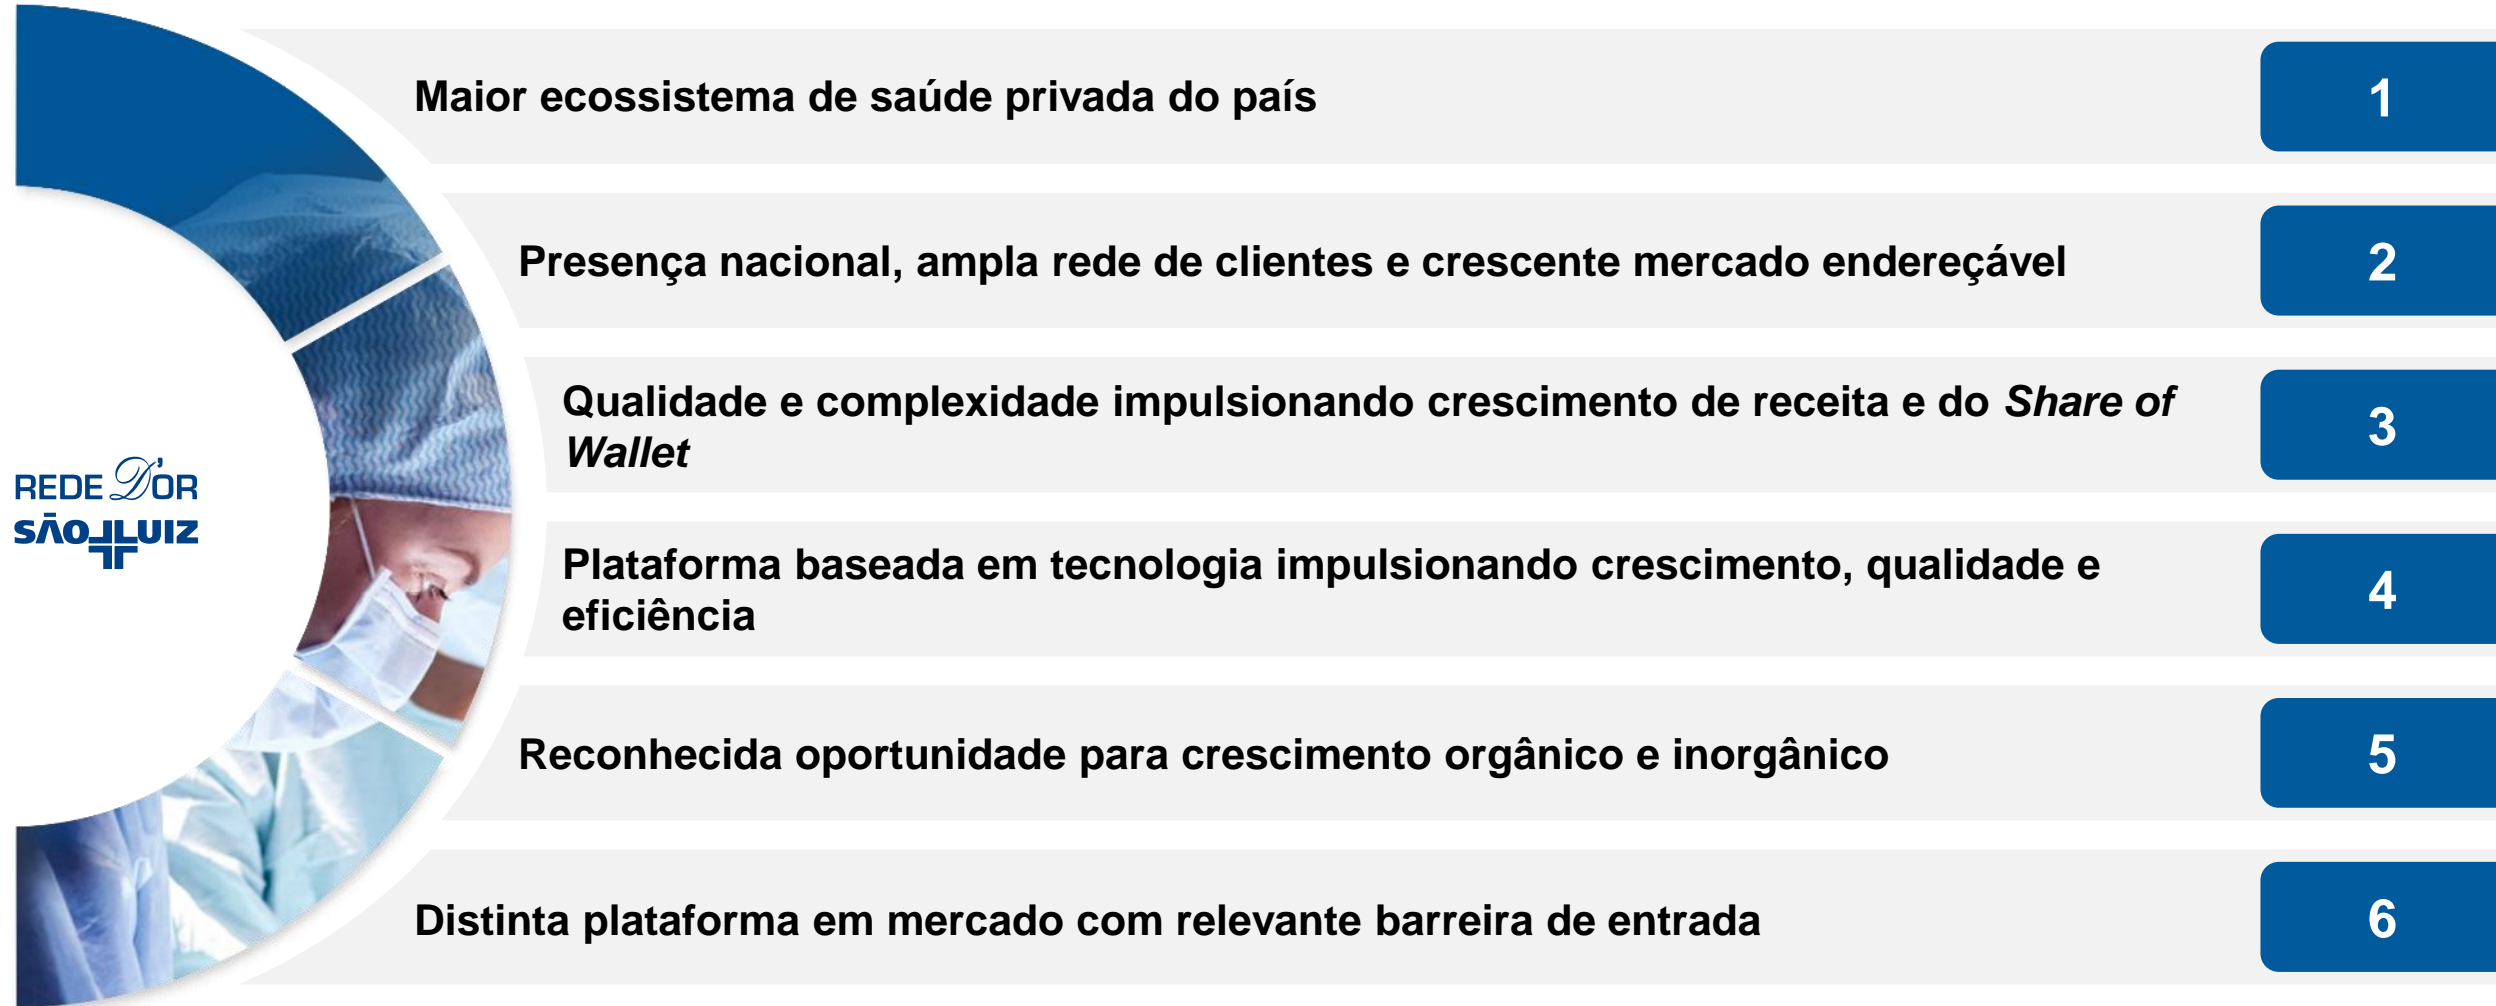 Maior ecossistema de saúde privada do país
1
Presença nacional, ampla rede de clientes e crescente mercado endereçável
2
Qualidade e complexidade impulsionando crescimento de receita e do Share of
Wallet
3
REDE D'OR
SÃO LUIZ
Plataforma baseada em tecnologia impulsionando crescimento, qualidade e
eficiência
4
Reconhecida oportunidade para crescimento orgânico e inorgânico
5
Distinta plataforma em mercado com relevante barreira de entrada
6